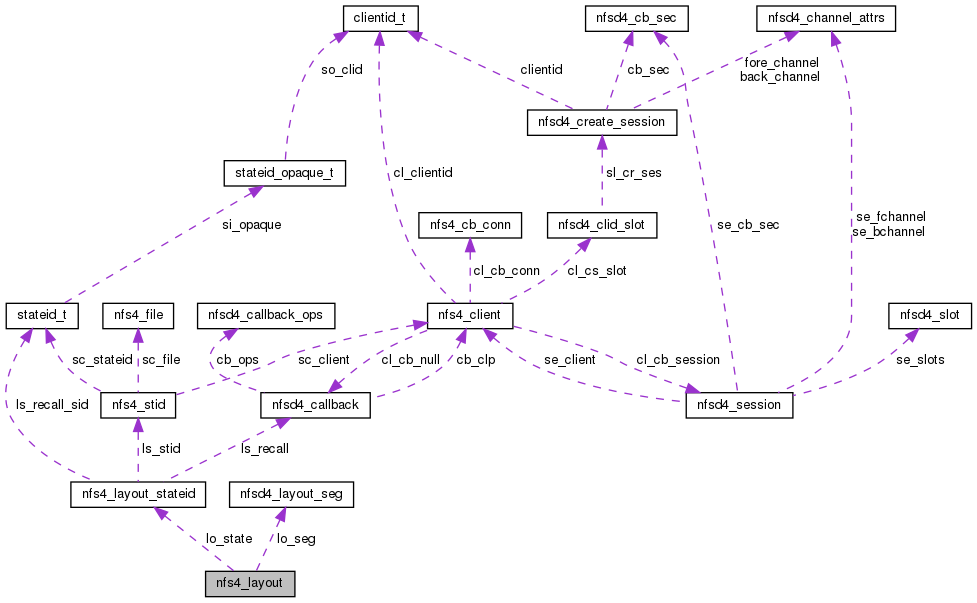 clientid_t
nfsd4_cb_sec
nfsd4_channel_attrs
so_clid
clientid
cb_sec
fore_channel
back_channel
nfsd4_create_session
stateid_opaque_t
cl_clientid
sl_cr_ses
si_opaque
nfs4_cb_conn
nfsd4_clid_slot
se_cb_sec
se_fchannel
se_bchannel
cl_cb_conn
cl_cs_slot
stateid_t
nfs4_file
nfsd4_callback_ops
nfs4_client
nfsd4_slot
sc_stateid
sc_file
cb_ops
sc_client
cl_cb_null
cb_clp
se_client
cl_cb_session
se_slots
ls_recall_sid
nfs4_stid
nfsd4_callback
nfsd4_session
ls_stid
ls_recall
nfs4_layout_stateid
nfsd4_layout_seg
lo_state
lo_seg
nfs4_layout